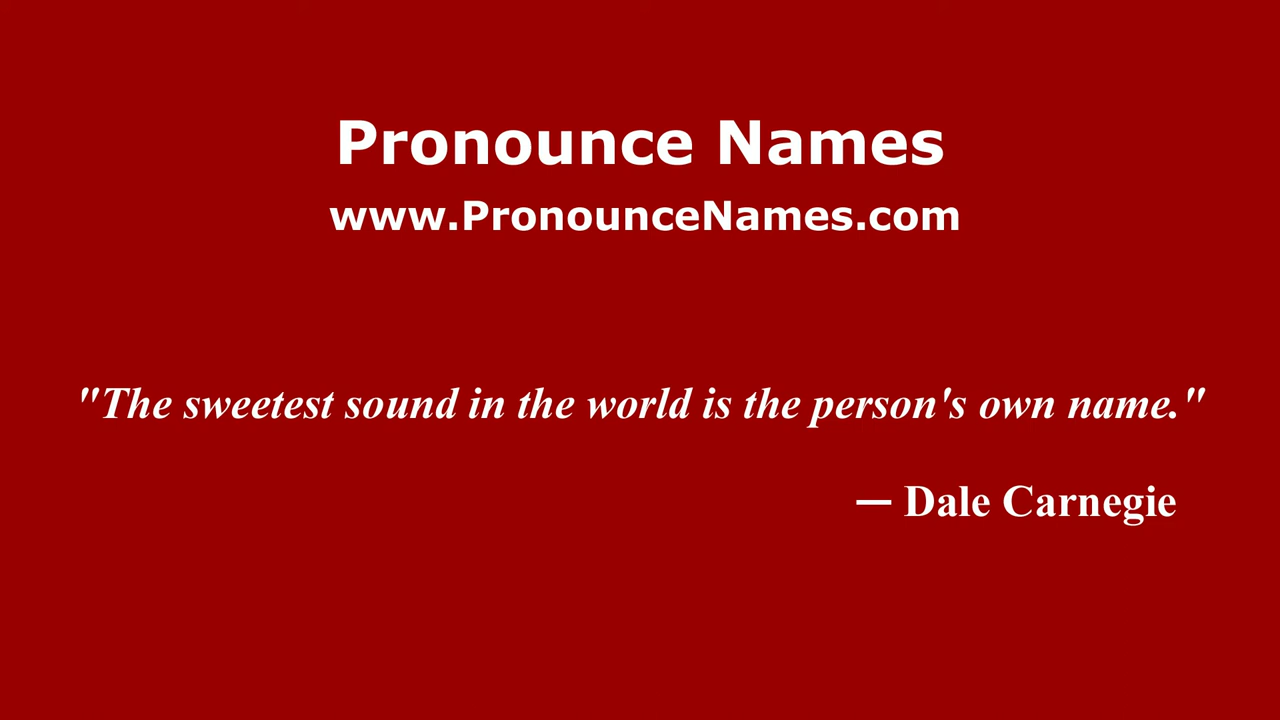 Pronounce Names
www.PronounceNames.com
"The sweetest sound in the world is the person's own name."
— Dale Carnegie